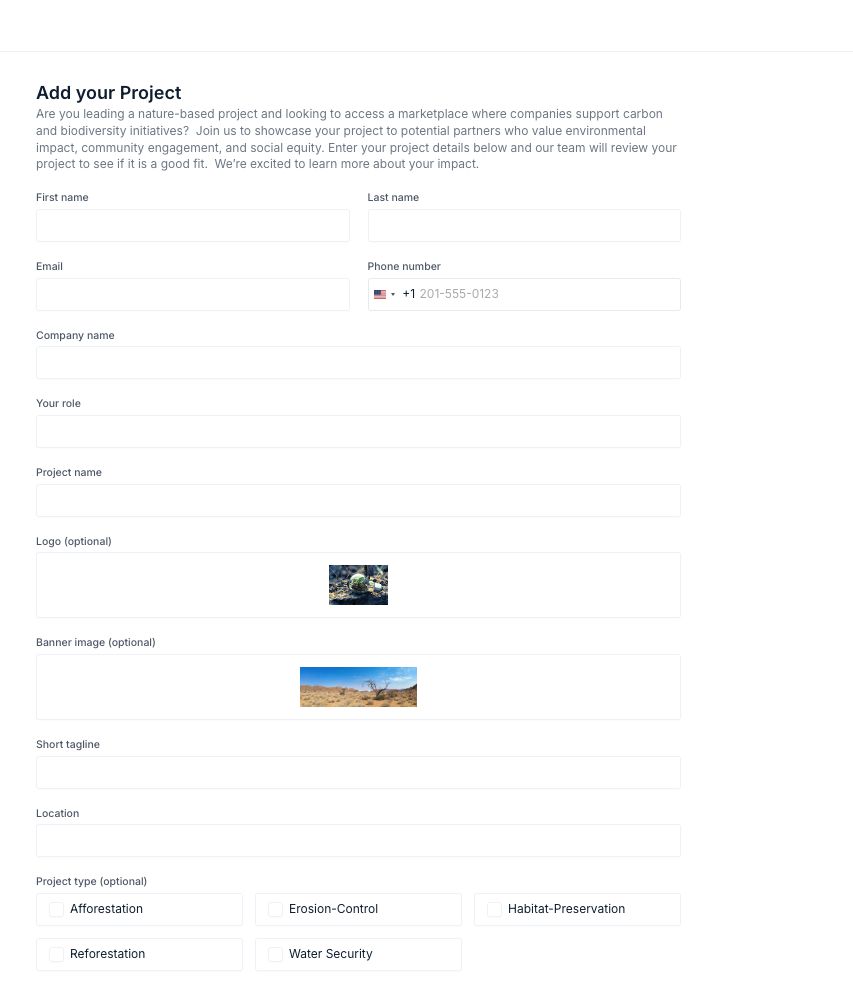 Add your Project
Are you leading a nature-based project and looking to access a marketplace where companies support carbon
and biodiversity initiatives?  Join us to showcase your project to potential partners who value environmental
impact, community engagement, and social equity. Enter your project details below and our team will review your
project to see if it is a good fit.  We’re excited to learn more about your impact.
First name
Last name
Email
Phone number
+1 201-555-0123
Company name
Your role
Project name
Logo (optional)
Banner image (optional)
Short tagline
Location
Project type (optional)
Afforestation
Erosion-Control
Habitat-Preservation
Reforestation
Water Security